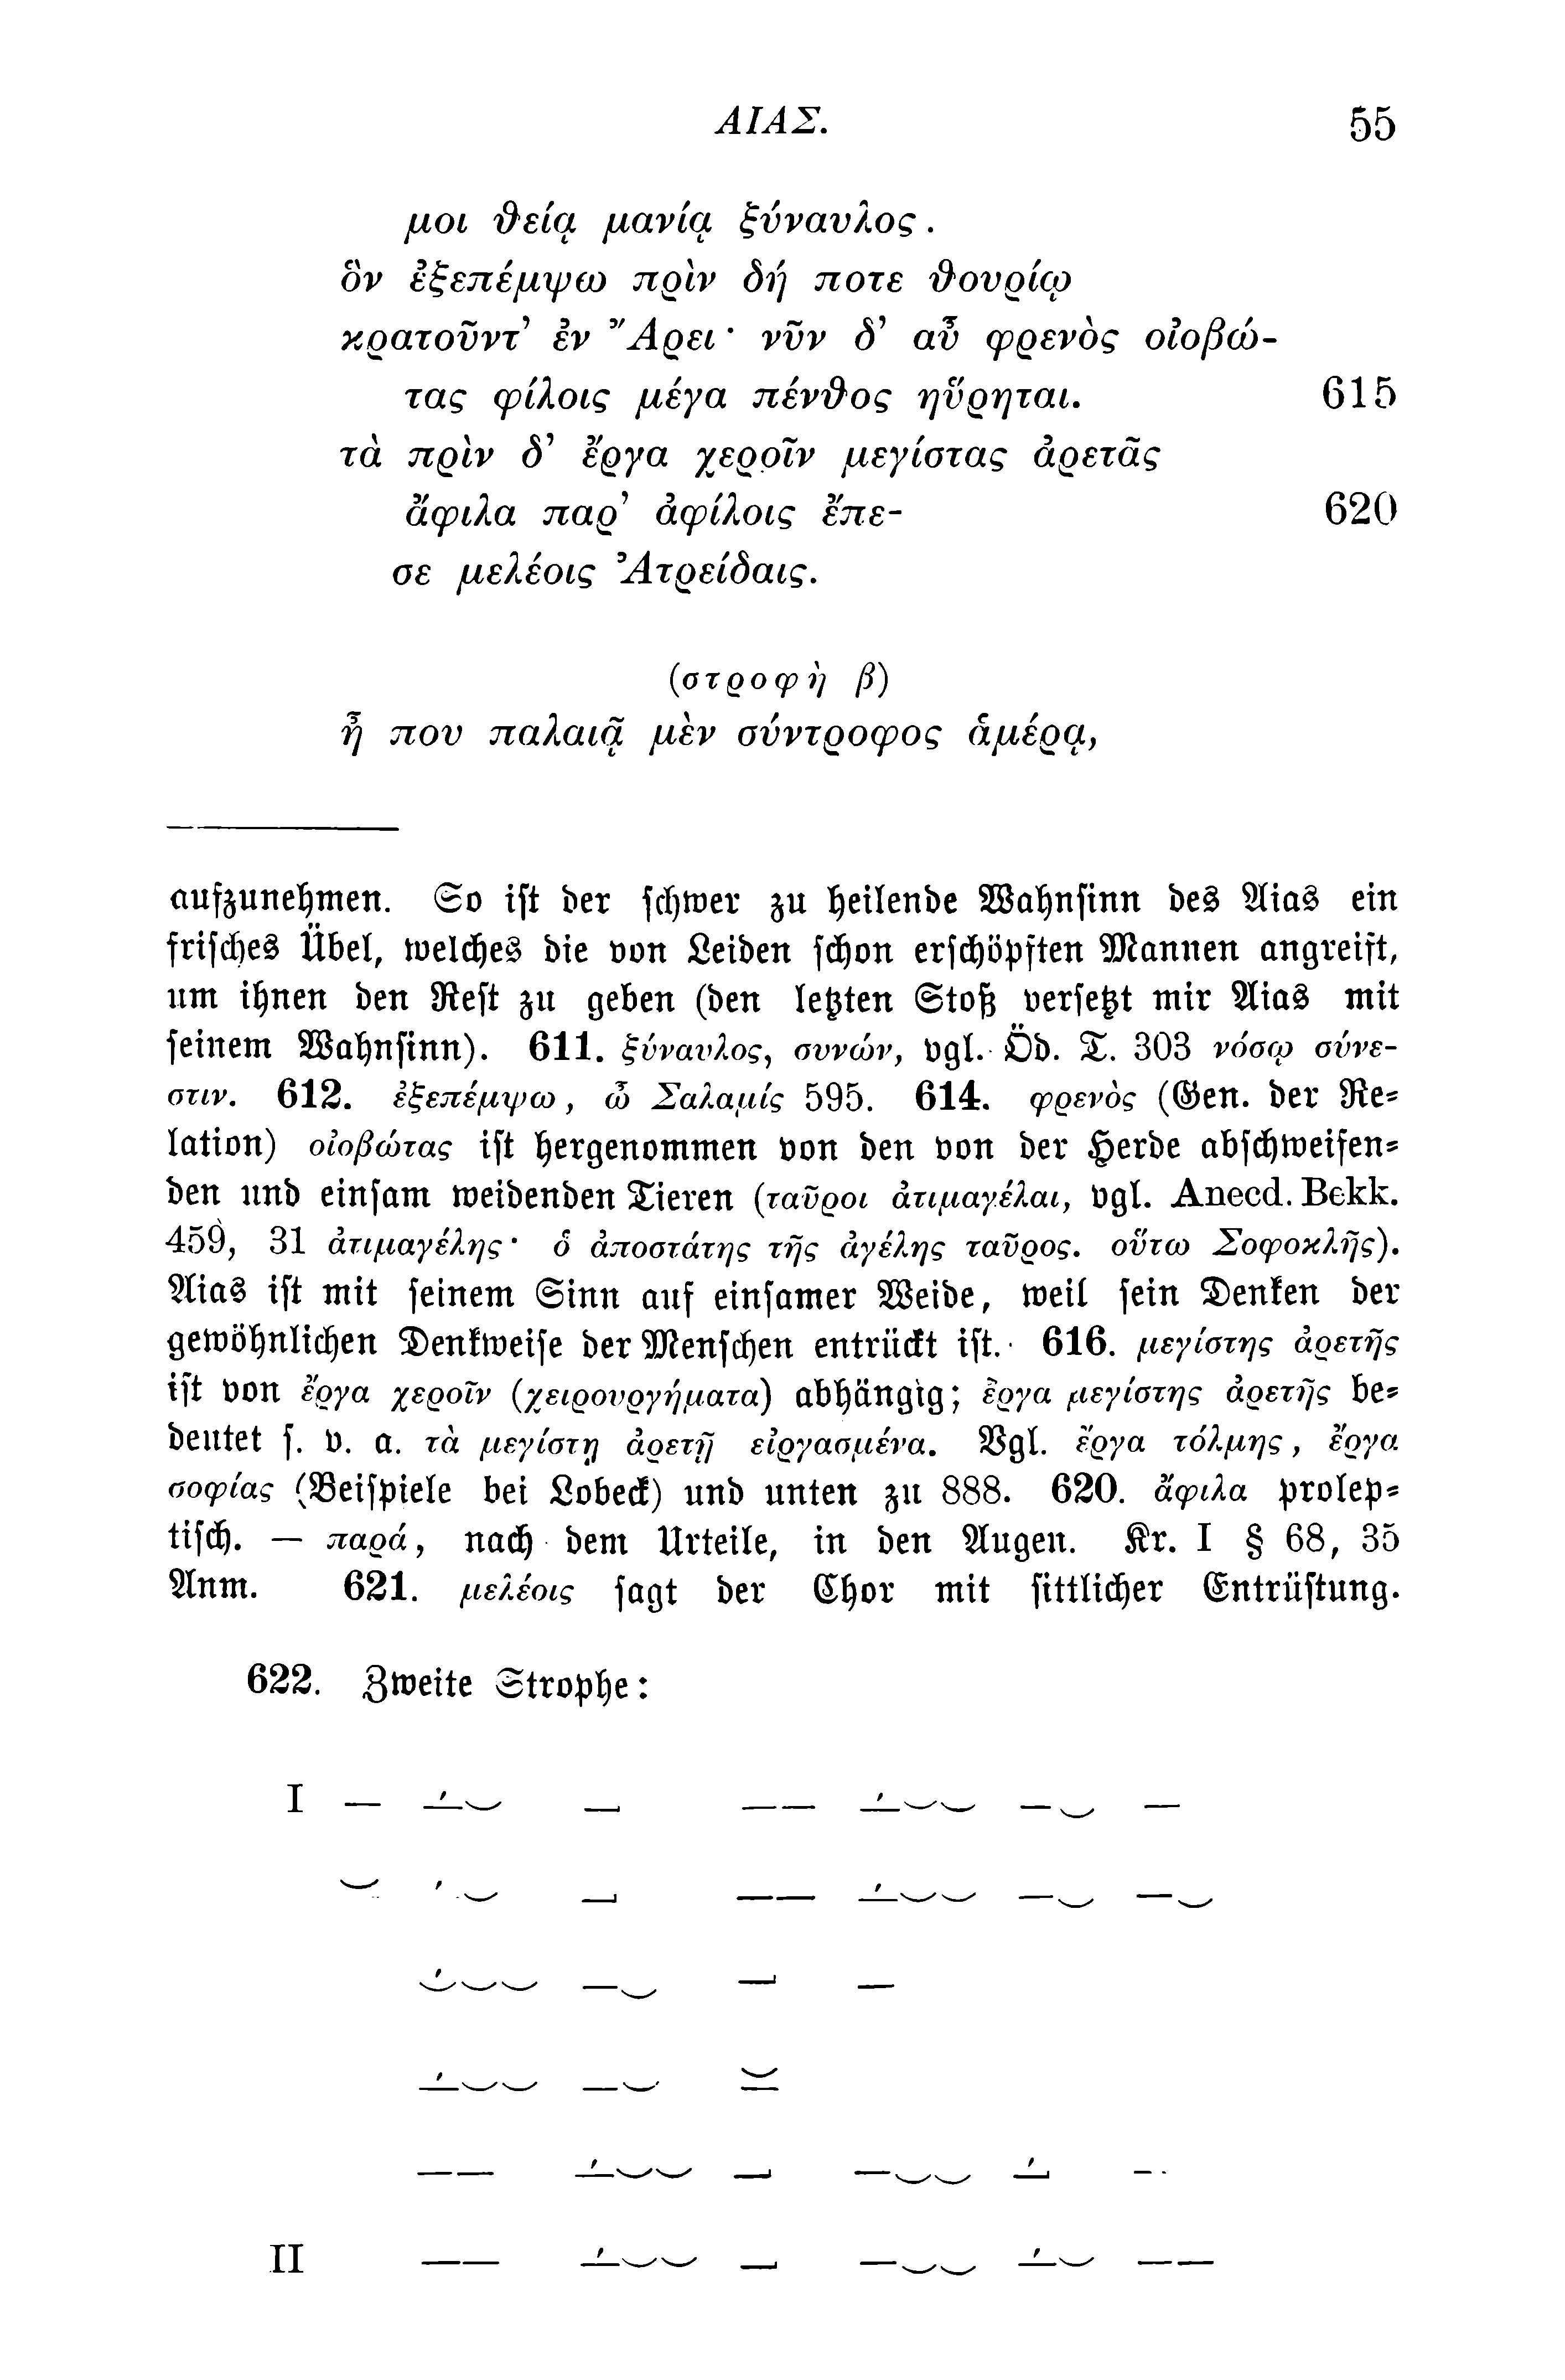 ΑΙΑΣ. 55
μοι θείᾳ μανίᾳ ξύναυλος.
ὃν ἐξεπέμψω πρὶν δή ποτε θουρίῳ
κρατοῦντ’ ἐν Ἄρει· νῦν δ’ αὖ φρενὸς οἰοβώ-
τας φίλοις μέγα πένθος ηὕρηται. 615
τὰ πρὶν δ’ ἔργα χεροῖν μεγίστας ἀρετᾶς
ἄφιλα παρ’ ἀφίλοις ἔπε- 620
σε μελέοις Ἀτρείδαις.
(στροφὴ β)
ἦ που παλαιᾷ μὲν σύντροφος ἁμέρᾳ,
aufzunehmen. So ist der schwer zu heilende Wahnsinn des Aias ein
frisches Übel, welches die von Leiden schon erschöpften Mannen angreift,
um ihnen den Rest zu geben (den letzten Stoß versetzt mir Aias mit
seinem Wahnsinn). 611. ξύναυλος, συνών, vgl. Öd. T. 303 νόσῳ σύνε-
στιν. 612. ἐξεπέμψω, ὦ Σαλαμίς 595. 614. φρενὸς (Gen. der Re-
lation) οἰοβώτας ist hergenommen von den von der Herde abschweifen-
den und einsam weidenden Tieren (ταῦροι ἀτιμαγέλαι, vgl. Anecd. Bekk.
459, 31 ἀτιμαγέλης· ὁ ἀποστάτης τῆς ἀγέλης ταῦρος. οὕτω Σοφοκλῆς).
Aias ist mit seinem Sinn auf einsamer Weide, weil sein Denken der
gewöhnlichen Denkweise der Menschen entrückt ist. 616. μεγίστης ἀρετῆς
ist von ἔργα χεροῖν (χειρουργήματα) abhängig; ἔργα μεγίστης ἀρετῆς be-
deutet s. v. a. τὰ μεγίστῃ ἀρετῇ εἰργασμένα. Vgl. ἔργα τόλμης, ἔργα
σοφίας (Beispiele bei Lobeck) und unten zu 888. 620. ἄφιλα prolep-
tisch. — παρά, nach dem Urteile, in den Augen. Kr. I § 68, 35
Anm. 621. μελέοις sagt der Chor mit sittlicher Entrüstung.
622. Zweite Strophe:
I
II